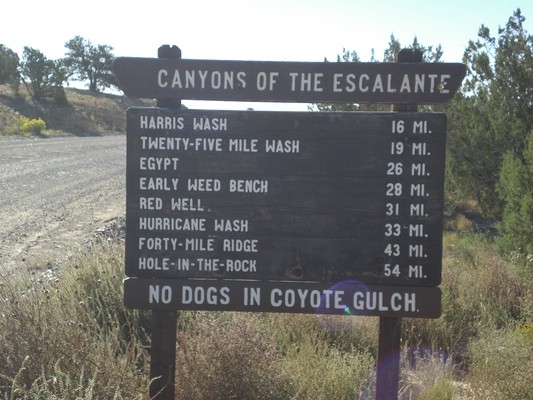 CANYONS OF THE ESCALANTE
HARRIS WASH 16 MI.
TWENTY-FIVE MILE WASH 19 MI.
EGYPT 26 MI.
EARLY WEED BENCH 28 MI.
RED WELL 31 MI.
HURRICANE WASH 33 MI.
FORTY-MILE RIDGE 43 MI.
HOLE-IN-THE-ROCK 54 MI.
NO DOGS IN COYOTE GULCH.